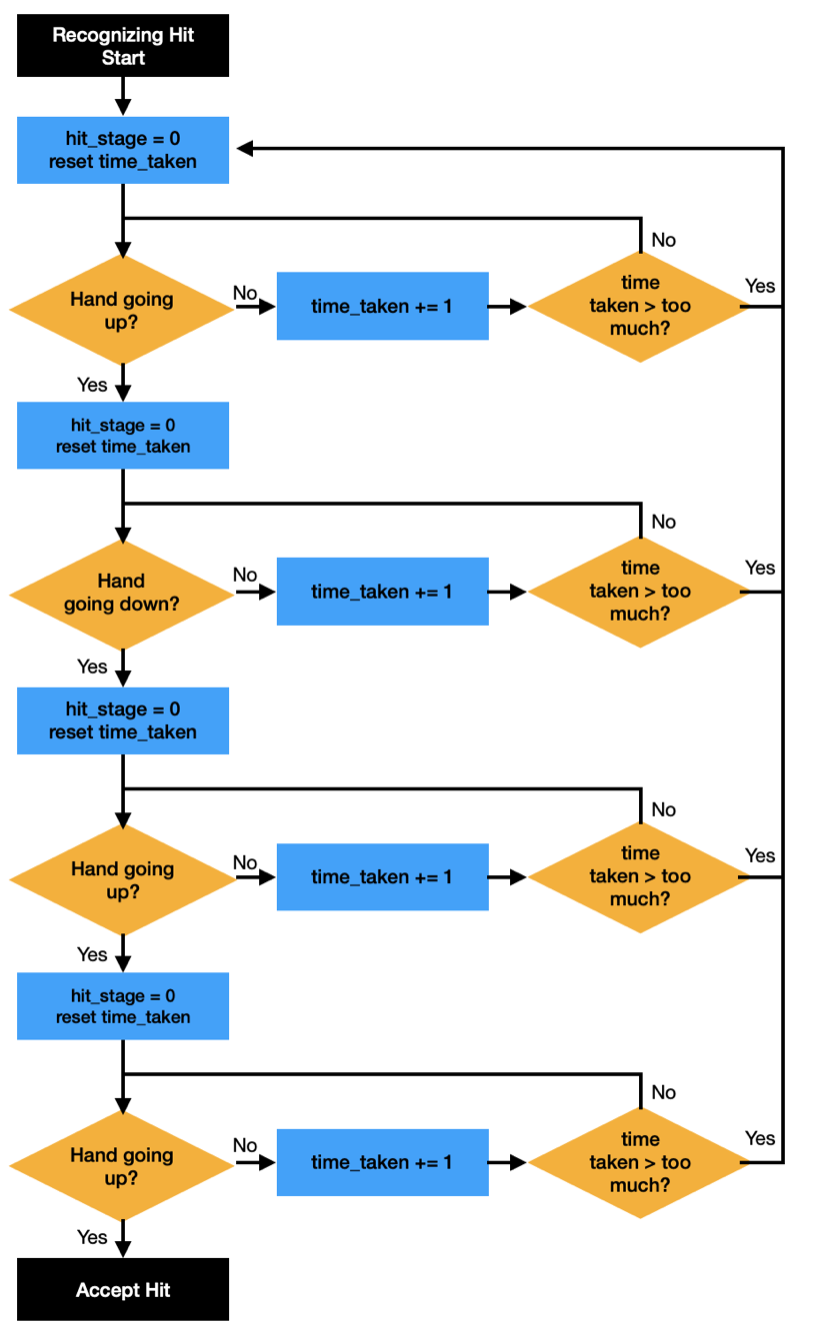 Recognizing Hit
Start
hit_stage = 0
reset time_taken
Hand going
up?
No
time_taken += 1
time
taken > too
much?
No
Yes
Yes
hit_stage = 0
reset time_taken
Hand
going down?
No
time_taken += 1
time
taken > too
much?
No
Yes
Yes
hit_stage = 0
reset time_taken
Hand going
up?
No
time_taken += 1
time
taken > too
much?
No
Yes
Yes
hit_stage = 0
reset time_taken
Hand going
up?
No
time_taken += 1
time
taken > too
much?
No
Yes
Yes
Accept Hit